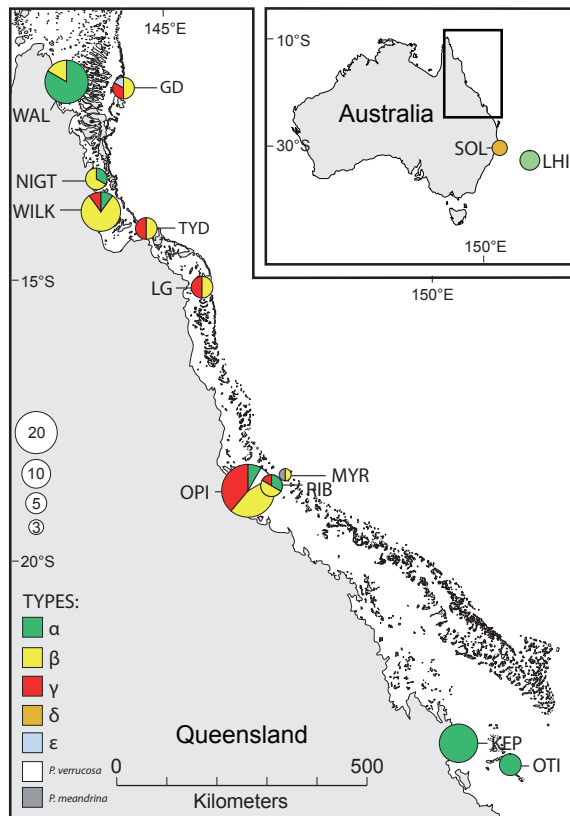 145°E
10°S
WAL
GD
Australia
30°S
SOL
LHI
NIGT
WILK
TYD
150°E
150°E
15°S
LG
20
10
5
3
OPI
MYR
RIB
20°S
TYPES:
α
β
γ
δ
ε
P. verrucosa
P. meandrina
Queensland
0
500
Kilometers
KEP
OTI